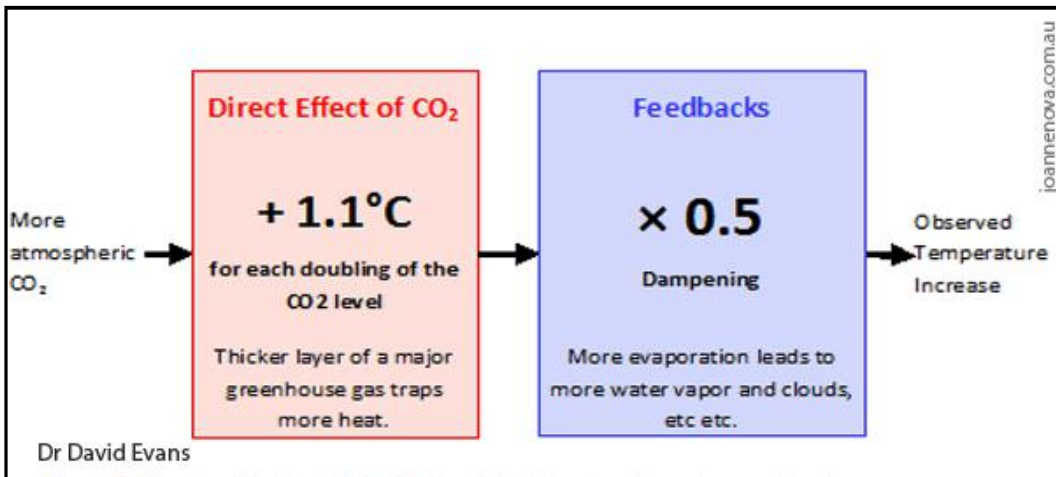 joannenova.com.au
Direct Effect of CO₂
Feedbacks
+ 1.1°C
× 0.5
More
atmospheric
CO₂
for each doubling of the
CO2 level
Dampening
Observed
Temperature
Increase
Thicker layer of a major
greenhouse gas traps
more heat.
More evaporation leads to
more water vapor and clouds,
etc etc.
Dr David Evans